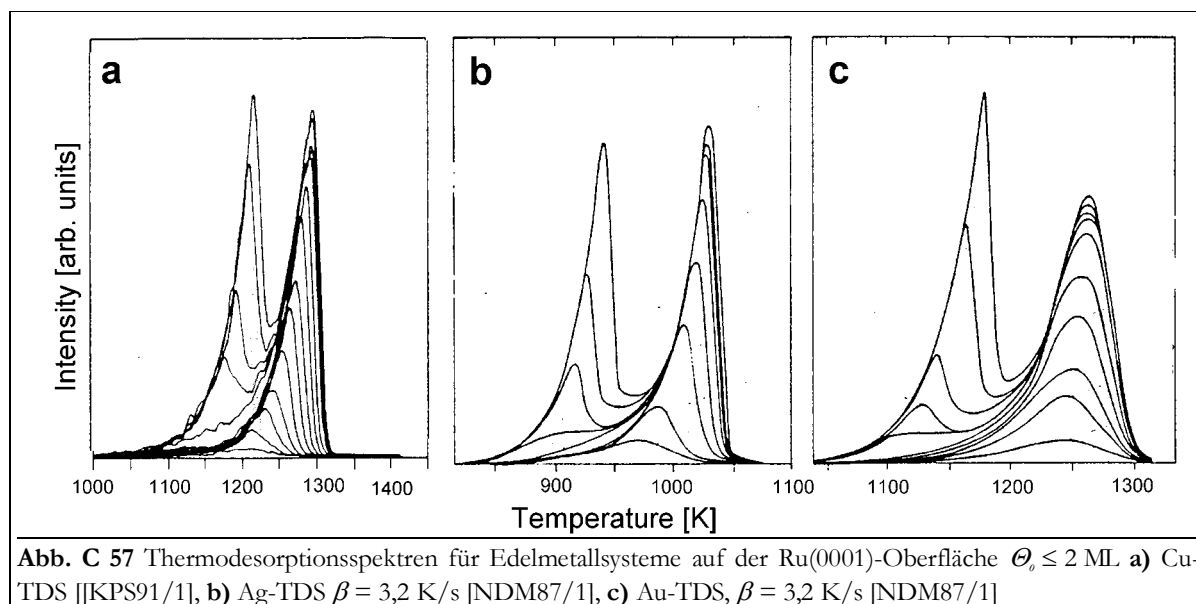 a
b
c
Intensity [arb. units]
1000 1100 1200 1300 1400
900 1000 1100
1100 1200 1300
Temperature [K]
Abb. C 57 Thermodesorptionsspektren für Edelmetallsysteme auf der Ru(0001)-Oberfläche Θₒ ≤ 2 ML a) Cu-
TDS [[KPS91/1], b) Ag-TDS β = 3,2 K/s [NDM87/1], c) Au-TDS, β = 3,2 K/s [NDM87/1]